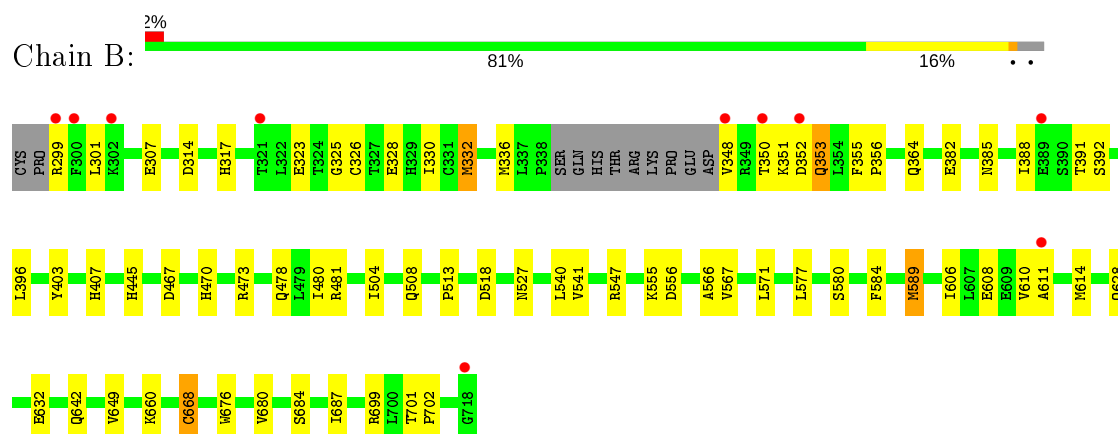 2%
Chain B:
81% 16% • •
CYS PRO R299 F300 L301 K302 E307 D314 H317 T321 L322 E323 T324 G325 C326 T327 E328 H329 I330 C331 M332 M336 L337 P338 SER GLN HIS THR ARG LYS PRO GLU ASP V348 R349 T350 K351 D352 Q353 L354 F355 P356 Q364 E382 N385 I388 E389 S390 T391 S392
L396 Y403 H407 H445 D467 H470 R473 Q478 L479 I480 R481 I504 Q508 P513 D518 N527 L540 V541 R547 K555 D556 A566 V567 L571 L577 S580 F584 M589 I606 L607 E608 E609 V610 A611 M614
E632 Q642 V649 K660 C668 W676 V680 S684 I687 R699 L700 T701 P702 G718